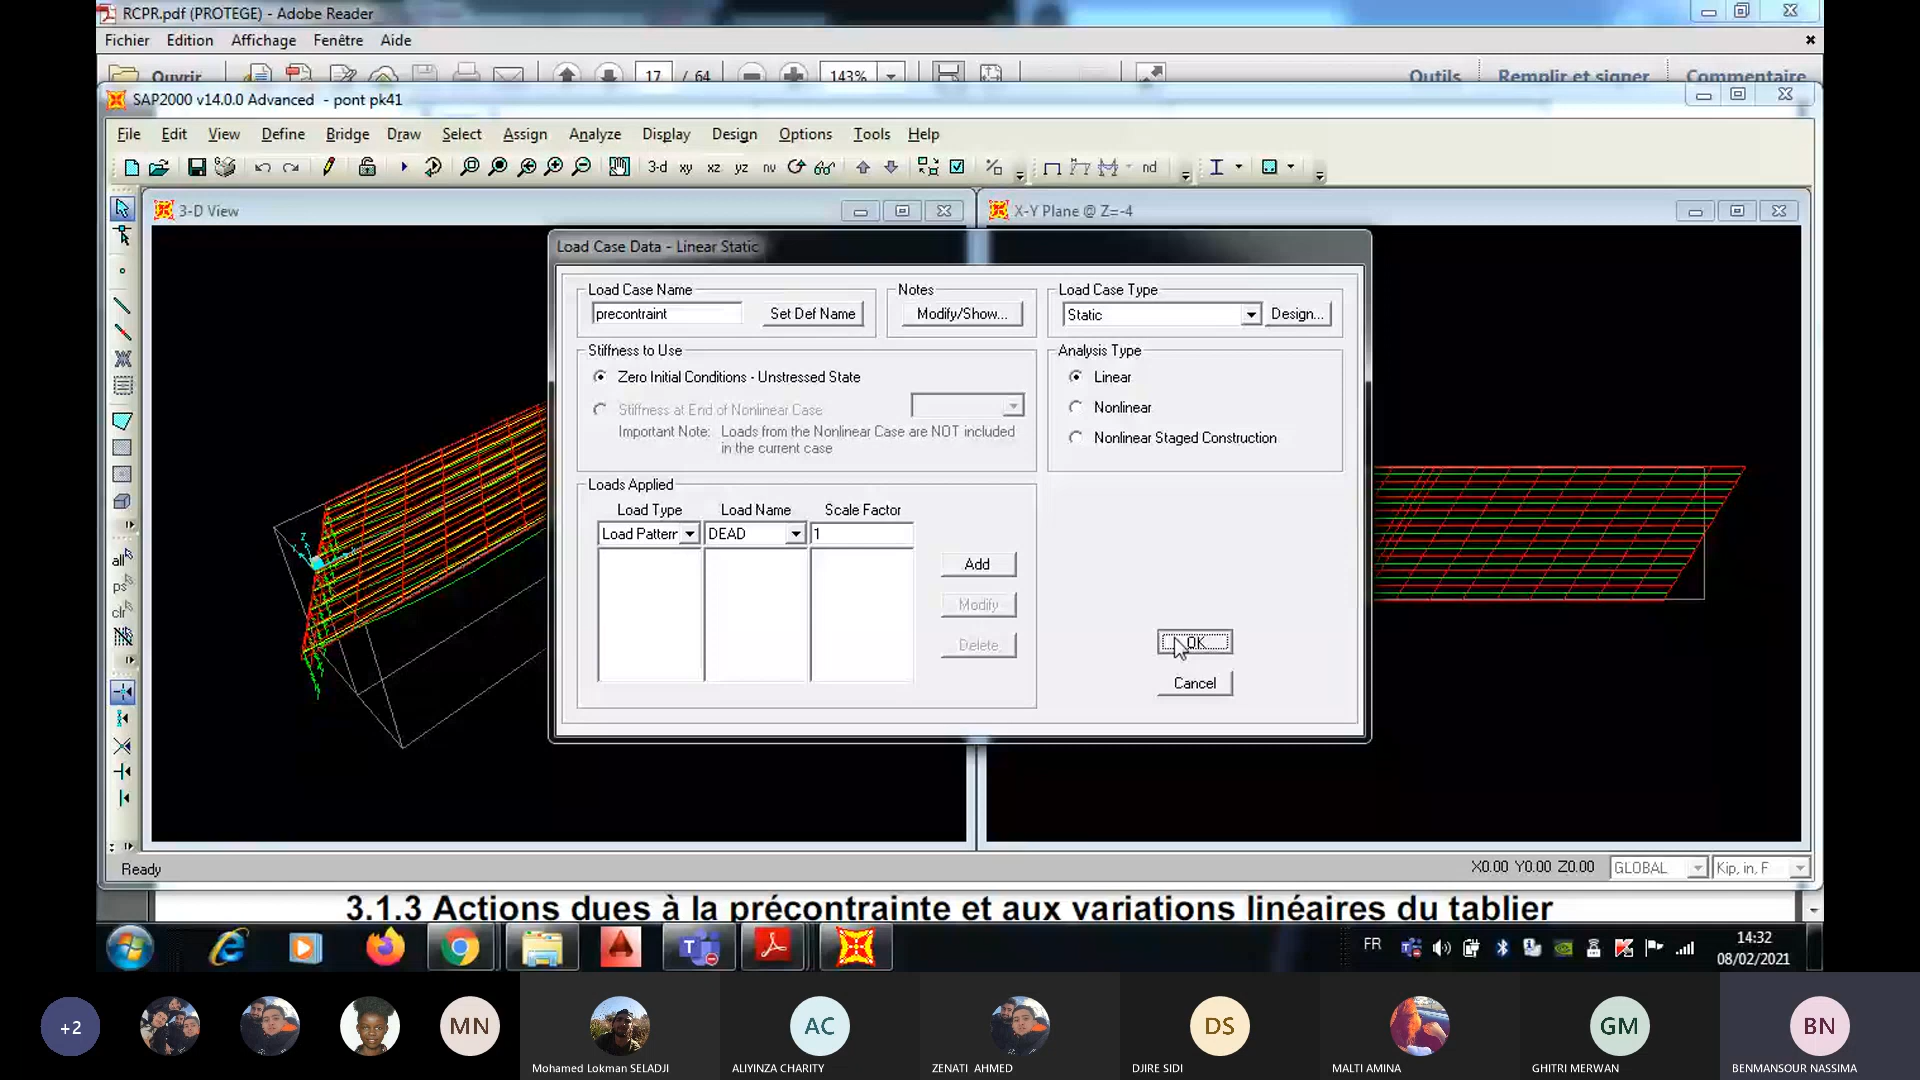 RCPR.pdf (PROTEGE) - Adobe Reader
Fichier Edition Affichage Fenêtre Aide
Ouvrir 17 / 64 143% Outils Remplir et signer Commentaire
SAP2000 v14.0.0 Advanced - pont pk41
File Edit View Define Bridge Draw Select Assign Analyze Display Design Options Tools Help
3-d xy xz yz nv nd
3-D View
X-Y Plane @ Z=-4
Load Case Data - Linear Static
Load Case Name
precontraint Set Def Name
Notes
Modify/Show...
Load Case Type
Static Design...
Stiffness to Use
Zero Initial Conditions - Unstressed State
Stiffness at End of Nonlinear Case
Important Note: Loads from the Nonlinear Case are NOT included
in the current case
Analysis Type
Linear
Nonlinear
Nonlinear Staged Construction
Loads Applied
Load Type Load Name Scale Factor
Load Pattern DEAD 1
Add
Modify
Delete
OK
Cancel
all
ps
clr
Z
Ready
X0.00 Y0.00 Z0.00 GLOBAL Kip, in, F
3.1.3 Actions dues à la précontrainte et aux variations linéaires du tablier
FR
14:32
08/02/2021
+2
MN
Mohamed Lokman SELADJI
AC
ALIYINZA CHARITY
ZENATI AHMED
DS
DJIRE SIDI
MALTI AMINA
GM
GHITRI MERWAN
BN
BENMANSOUR NASSIMA